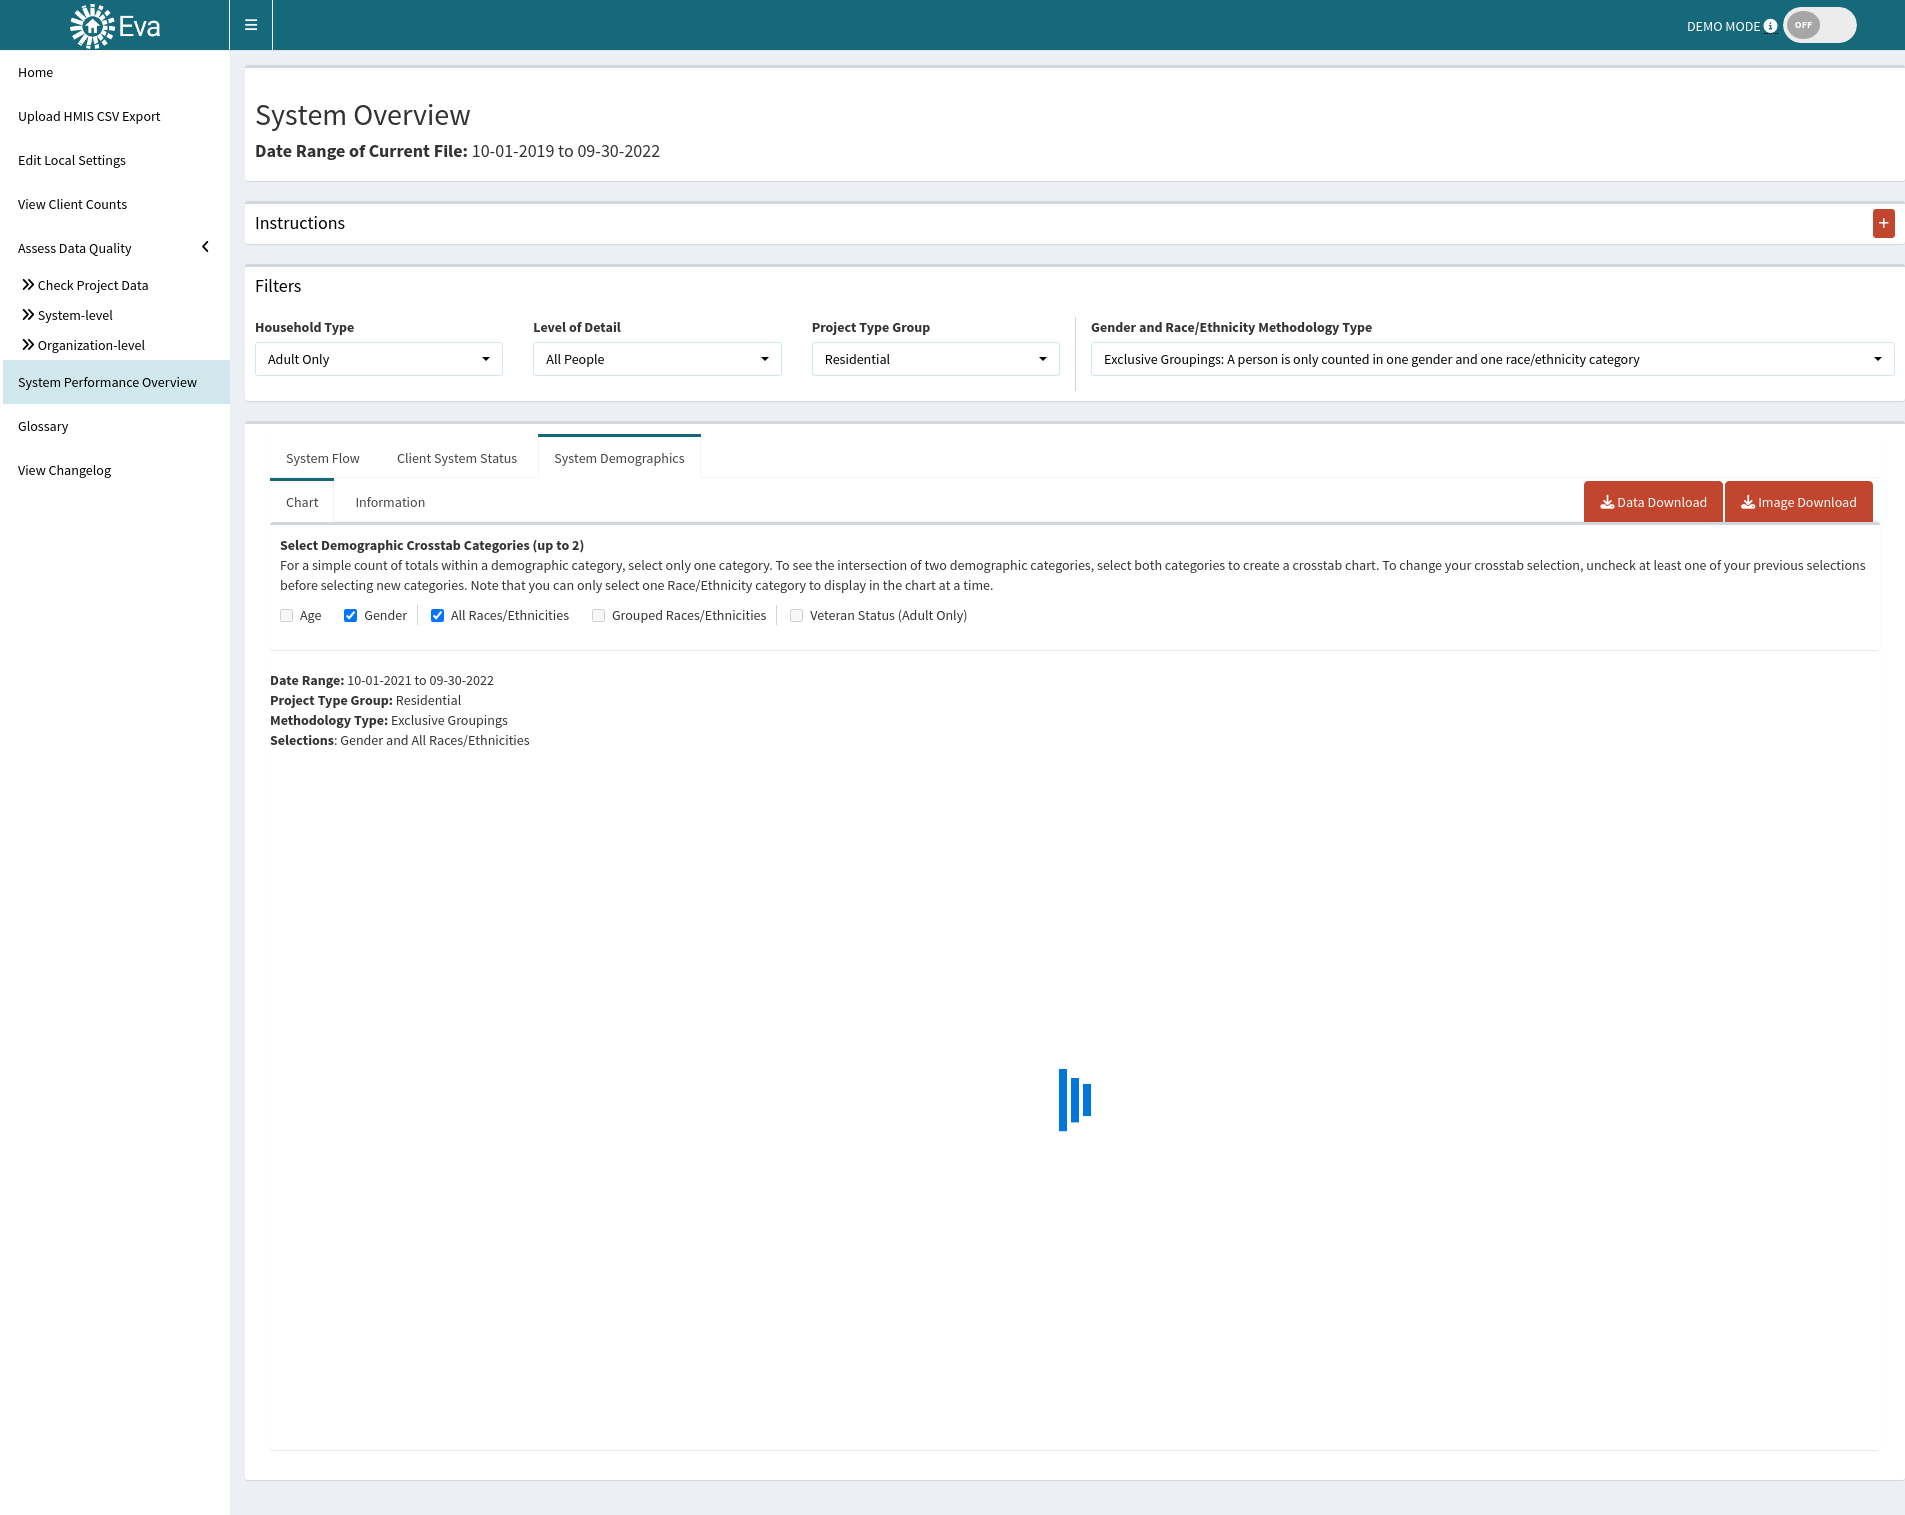 Eva
DEMO MODE OFF
Home
Upload HMIS CSV Export
Edit Local Settings
View Client Counts
Assess Data Quality
Check Project Data
System-level
Organization-level
System Performance Overview
Glossary
View Changelog
System Overview
Date Range of Current File: 10-01-2019 to 09-30-2022
Instructions
Filters
Household Type
Adult Only
Level of Detail
All People
Project Type Group
Residential
Gender and Race/Ethnicity Methodology Type
Exclusive Groupings: A person is only counted in one gender and one race/ethnicity category
System Flow Client System Status System Demographics
Chart Information Data Download Image Download
Select Demographic Crosstab Categories (up to 2)
For a simple count of totals within a demographic category, select only one category. To see the intersection of two demographic categories, select both categories to create a crosstab chart. To change your crosstab selection, uncheck at least one of your previous selections
before selecting new categories. Note that you can only select one Race/Ethnicity category to display in the chart at a time.
Age Gender All Races/Ethnicities Grouped Races/Ethnicities Veteran Status (Adult Only)
Date Range: 10-01-2021 to 09-30-2022
Project Type Group: Residential
Methodology Type: Exclusive Groupings
Selections: Gender and All Races/Ethnicities